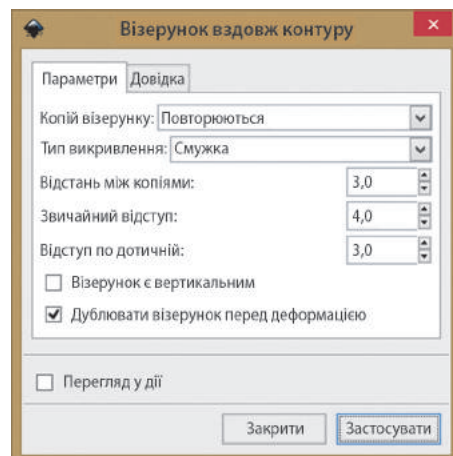 Візерунок вздовж контуру
Параметри Довідка
Копій візерунку: Повторюються
Тип викривлення: Смужка
Відстань між копіями: 3,0
Звичайний відступ: 4,0
Відступ по дотичній: 3,0
Візерунок є вертикальним
Дублювати візерунок перед деформацією
Перегляд у дії
Закрити Застосувати